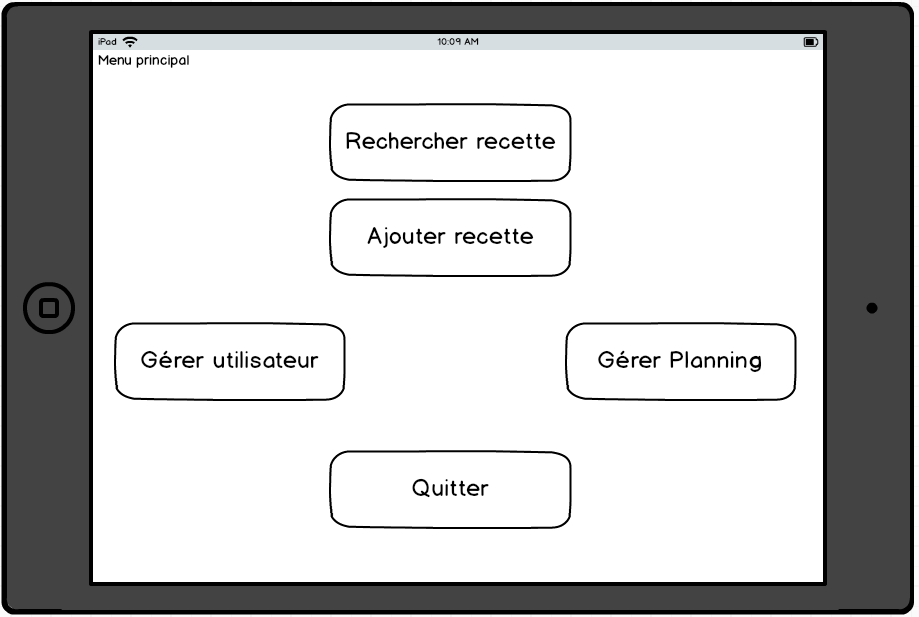 iPad 10:09 AM
Menu principal
Rechercher recette
Ajouter recette
Gérer utilisateur
Gérer Planning
Quitter